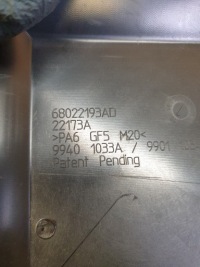 68022193AD
22173A
>PA6 GF5 M20<
9940 1033A / 9901
Patent Pending